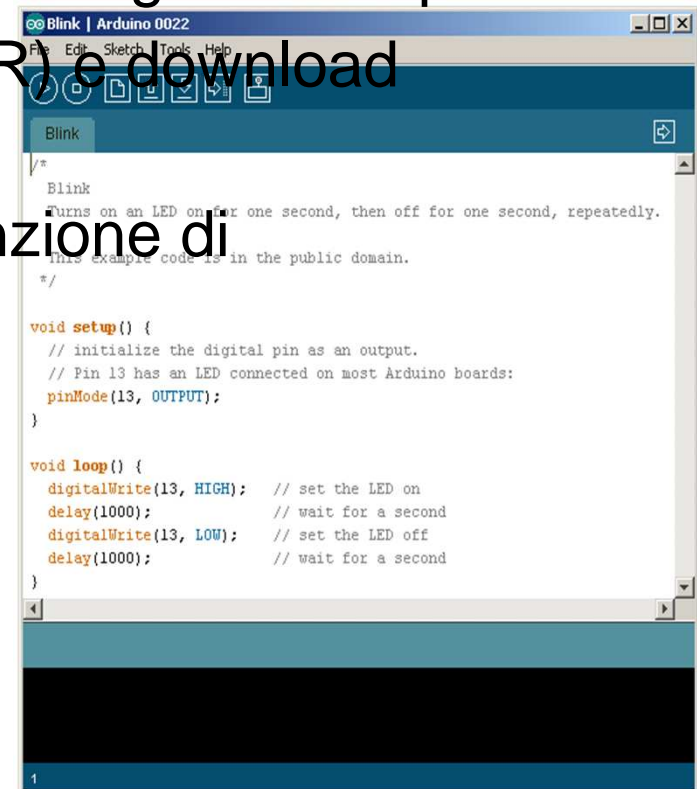 Blink | Arduino 0022
File Edit Sketch Tools Help
R) e download
Blink
/*
Blink
Turns on an LED on for one second, then off for one second, repeatedly.
nzione di
This example code is in the public domain.
*/
void setup() {
// initialize the digital pin as an output.
// Pin 13 has an LED connected on most Arduino boards:
pinMode(13, OUTPUT);
}
void loop() {
digitalWrite(13, HIGH);   // set the LED on
delay(1000);              // wait for a second
digitalWrite(13, LOW);    // set the LED off
delay(1000);              // wait for a second
}
1